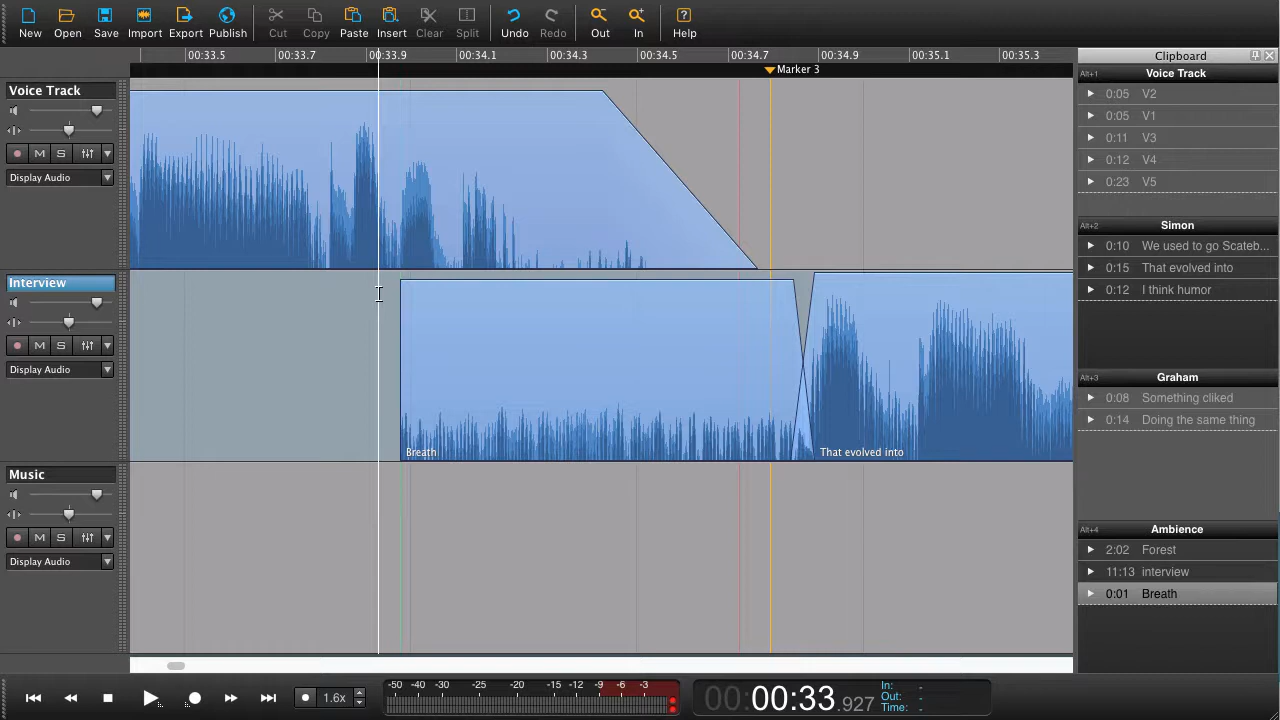 New Open Save Import Export Publish Cut Copy Paste Insert Clear Split Undo Redo Out In Help
00:33.5 00:33.7 00:33.9 00:34.1 00:34.3 00:34.5 00:34.7 00:34.9 00:35.1 00:35.3
Marker 3
Voice Track
M S
Display Audio
Interview
M S
Display Audio
Breath
That evolved into
Music
M S
Display Audio
Clipboard
Alt+1 Voice Track
0:05 V2
0:05 V1
0:11 V3
0:12 V4
0:23 V5
Alt+2 Simon
0:10 We used to go Scateb...
0:15 That evolved into
0:12 I think humor
Alt+3 Graham
0:08 Something cliked
0:14 Doing the same thing
Alt+4 Ambience
2:02 Forest
11:13 interview
0:01 Breath
1.6x
-50 -40 -30 -25 -20 -15 -12 -9 -6 -3
00:00:33.927
In: -
Out: -
Time: -